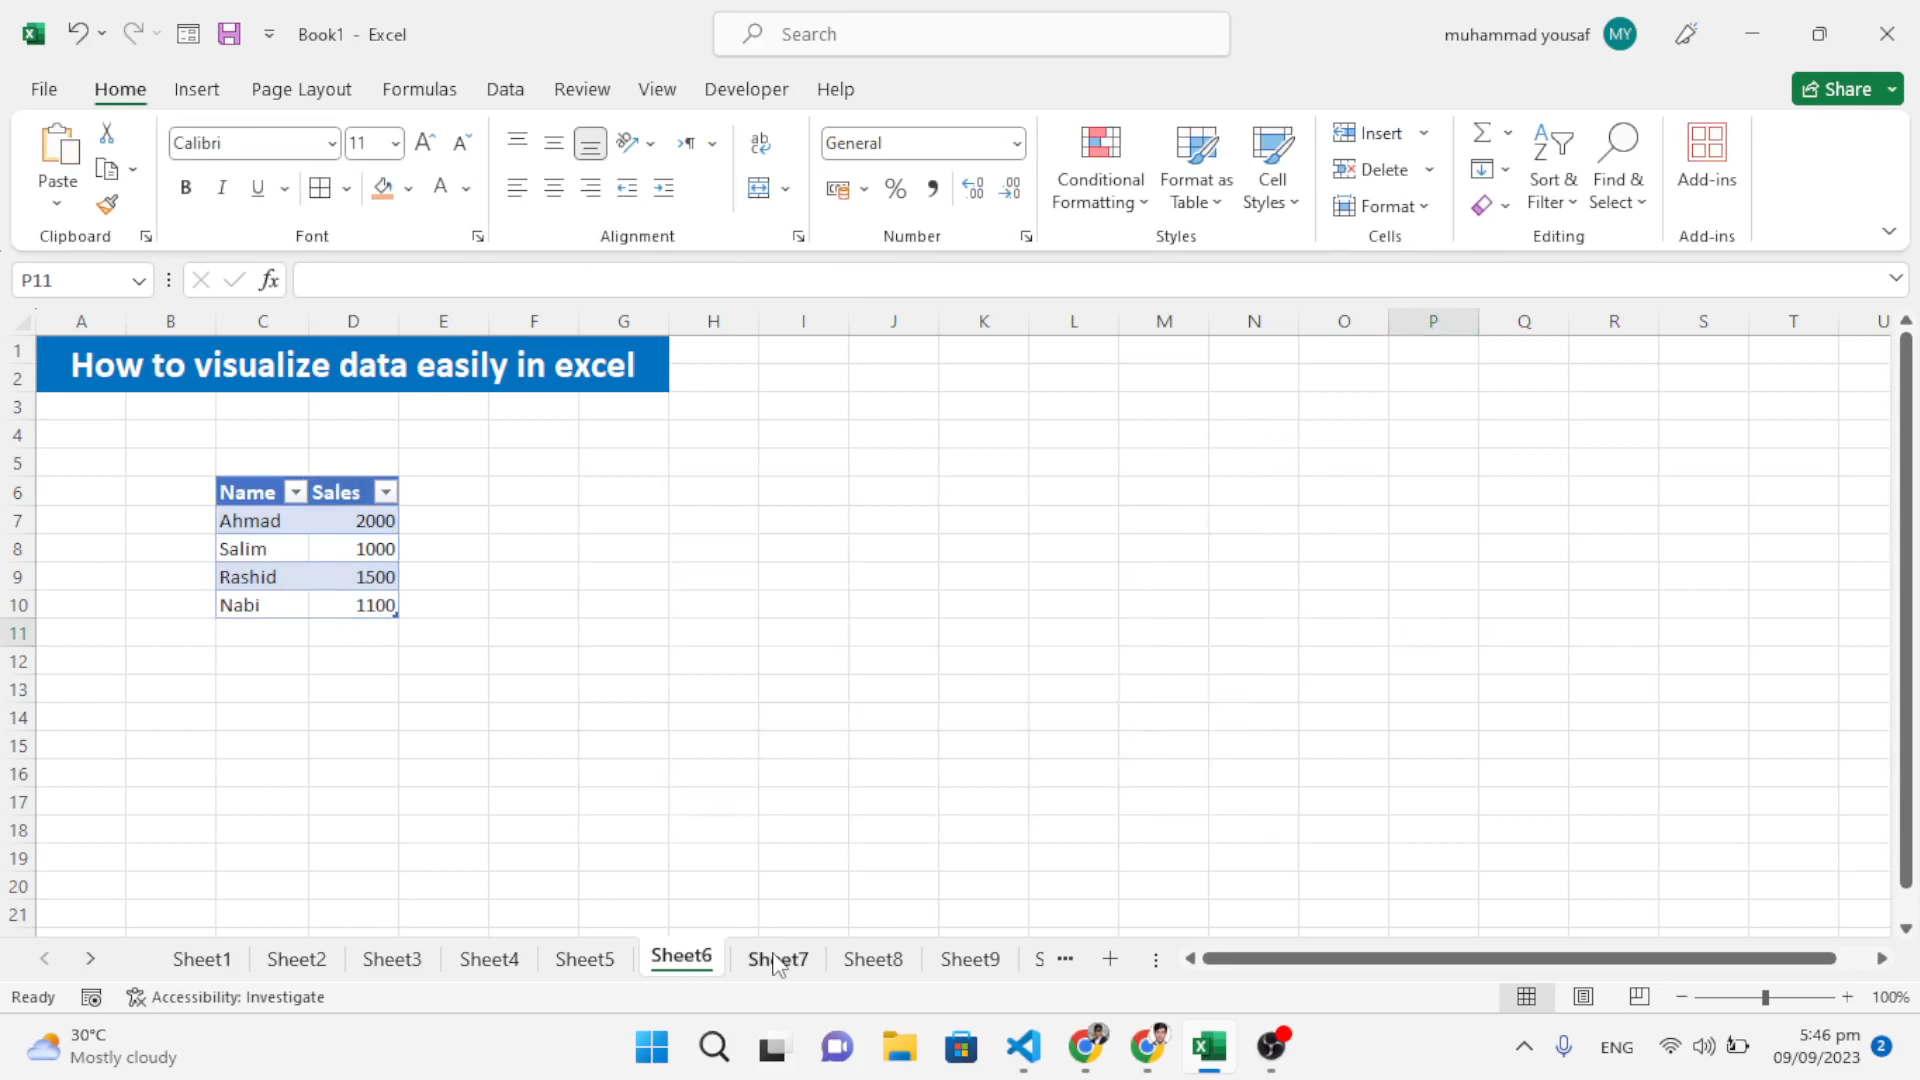 Book1 - Excel
Search
muhammad yousaf
MY
File Home Insert Page Layout Formulas Data Review View Developer Help
Share
Paste
Clipboard
Calibri
11
B I U
A
Font
Alignment
General
Number
Conditional Formatting
Format as Table
Cell Styles
Styles
Insert
Delete
Format
Cells
Sort & Filter
Find & Select
Editing
Add-ins
Add-ins
P11
fx
A B C D E F G H I J K L M N O P Q R S T U
1
How to visualize data easily in excel
2
3
4
5
6 Name Sales
7 Ahmad 2000
8 Salim 1000
9 Rashid 1500
10 Nabi 1100
11
12
13
14
15
16
17
18
19
20
21
Sheet1 Sheet2 Sheet3 Sheet4 Sheet5 Sheet6 Sheet7 Sheet8 Sheet9 S ...
Ready
Accessibility: Investigate
100%
30°C
Mostly cloudy
ENG
5:46 pm
09/09/2023
2